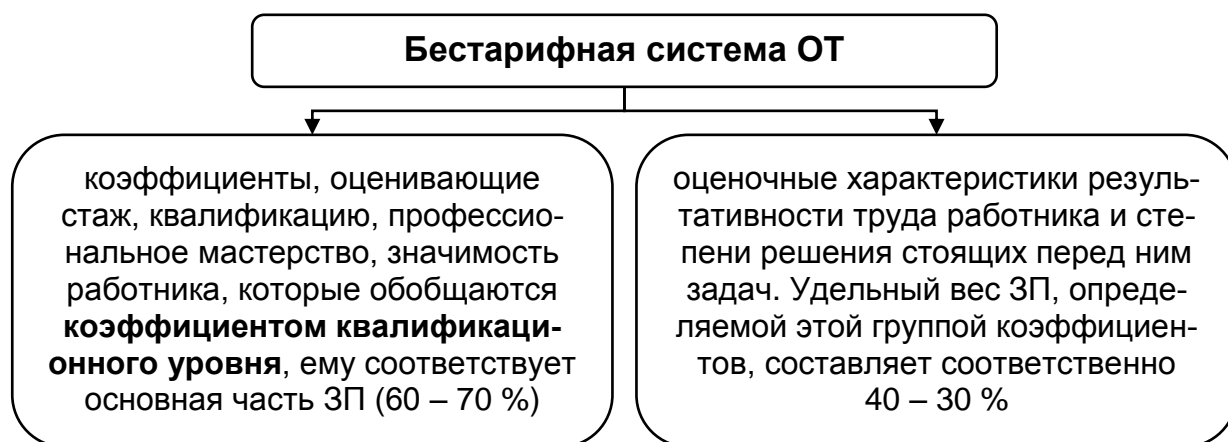 Бестарифная система ОТ
коэффициенты, оценивающие
стаж, квалификацию, профессио-
нальное мастерство, значимость
работника, которые обобщаются
коэффициентом квалификаци-
онного уровня, ему соответствует
основная часть ЗП (60 – 70 %)
оценочные характеристики резуль-
тативности труда работника и сте-
пени решения стоящих перед ним
задач. Удельный вес ЗП, опреде-
ляемой этой группой коэффициен-
тов, составляет соответственно
40 – 30 %